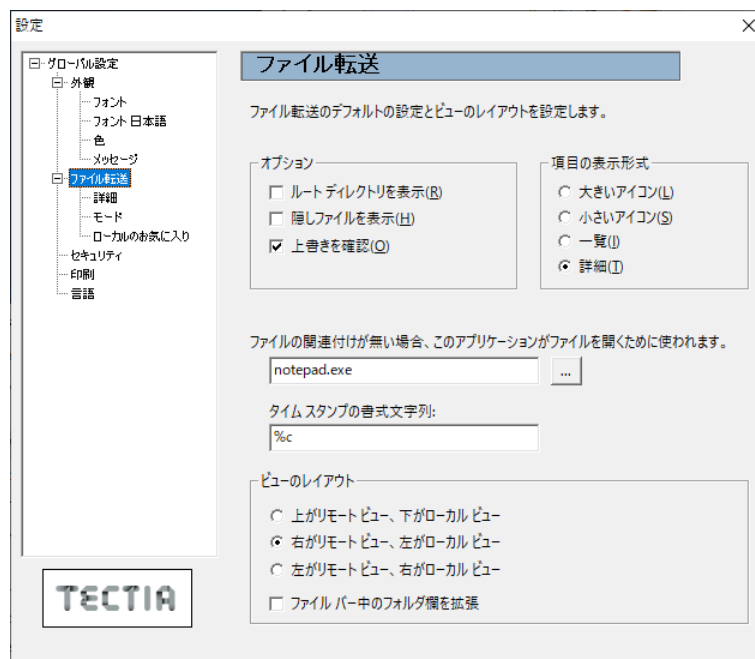 設定
グローバル設定
外観
フォント
フォント 日本語
色
メッセージ
ファイル転送
詳細
モード
ローカルのお気に入り
セキュリティ
印刷
言語
TECTIA
ファイル転送
ファイル転送のデフォルトの設定とビューのレイアウトを設定します。
オプション
ルート ディレクトリを表示(R)
隠しファイルを表示(H)
上書きを確認(O)
項目の表示形式
大きいアイコン(L)
小さいアイコン(S)
一覧(I)
詳細(T)
ファイルの関連付けが無い場合、このアプリケーションがファイルを開くために使われます。
notepad.exe
...
タイム スタンプの書式文字列:
%c
ビューのレイアウト
上がリモート ビュー、下がローカル ビュー
右がリモート ビュー、左がローカル ビュー
左がリモート ビュー、右がローカル ビュー
ファイル バー中のフォルダ欄を拡張